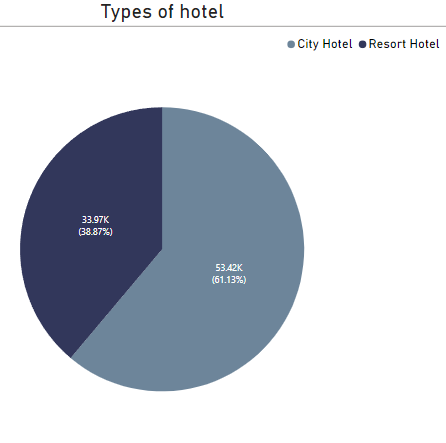 Types of hotel
City Hotel Resort Hotel
33.97K
(38.87%)
53.42K
(61.13%)